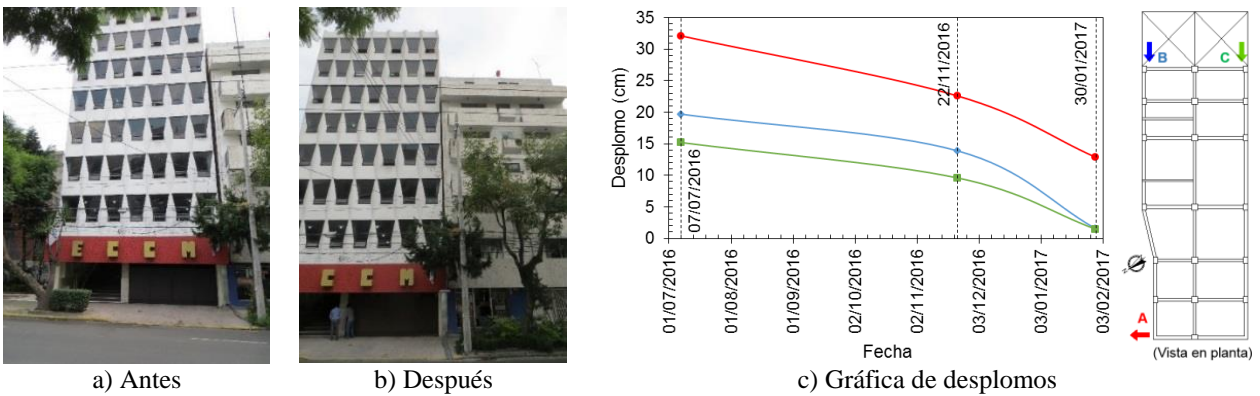 E C C M
C C M
Desplomo (cm)
35
30
25
20
15
10
5
0
07/07/2016
22/11/2016
30/01/2017
01/07/2016
01/08/2016
01/09/2016
02/10/2016
02/11/2016
03/12/2016
03/01/2017
03/02/2017
Fecha
B
C
A
(Vista en planta)
a) Antes
b) Después
c) Gráfica de desplomos